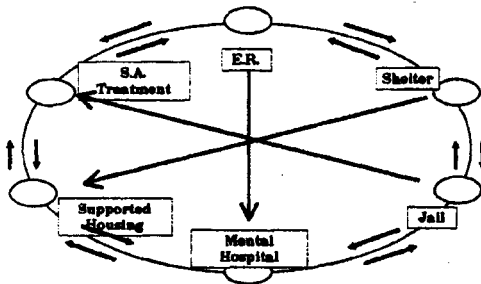 S.A.
Treatment
E.R.
Shelter
Supported
Housing
Mental
Hospital
Jail